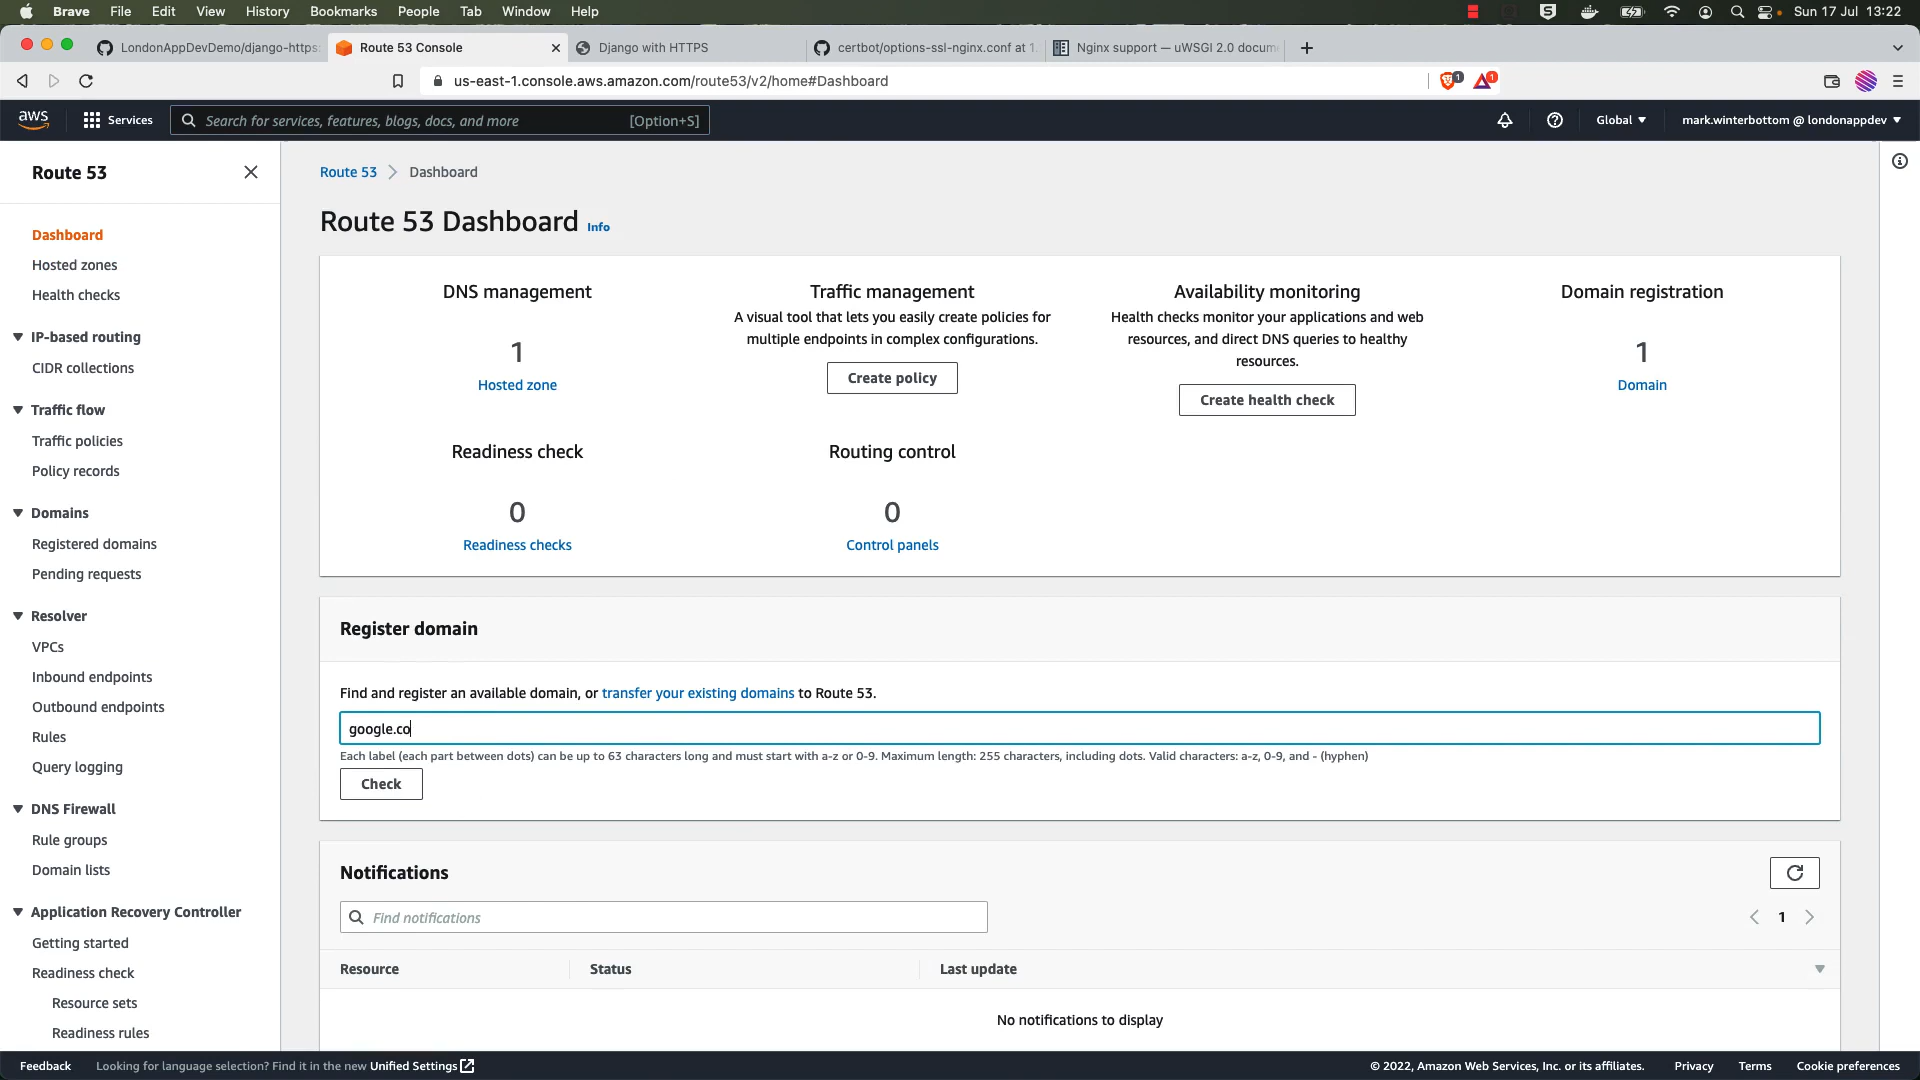 Brave File Edit View History Bookmarks People Tab Window Help Sun 17 Jul 13:22
LondonAppDevDemo/django-https: Route 53 Console Django with HTTPS certbot/options-ssl-nginx.conf at 1. Nginx support — uWSGI 2.0 docum
us-east-1.console.aws.amazon.com/route53/v2/home#Dashboard 1 1
aws Services Search for services, features, blogs, docs, and more [Option+S] Global mark.winterbottom @ londonappdev
Route 53
Dashboard
Hosted zones
Health checks
IP-based routing
CIDR collections
Traffic flow
Traffic policies
Policy records
Domains
Registered domains
Pending requests
Resolver
VPCs
Inbound endpoints
Outbound endpoints
Rules
Query logging
DNS Firewall
Rule groups
Domain lists
Application Recovery Controller
Getting started
Readiness check
Resource sets
Readiness rules
Route 53 Dashboard
Route 53 Dashboard Info
DNS management
1
Hosted zone
Traffic management
A visual tool that lets you easily create policies for
multiple endpoints in complex configurations.
Create policy
Availability monitoring
Health checks monitor your applications and web
resources, and direct DNS queries to healthy
resources.
Create health check
Domain registration
1
Domain
Readiness check
0
Readiness checks
Routing control
0
Control panels
Register domain
Find and register an available domain, or transfer your existing domains to Route 53.
google.co
Each label (each part between dots) can be up to 63 characters long and must start with a-z or 0-9. Maximum length: 255 characters, including dots. Valid characters: a-z, 0-9, and - (hyphen)
Check
Notifications
Find notifications
1
Resource Status Last update
No notifications to display
Feedback Looking for language selection? Find it in the new Unified Settings © 2022, Amazon Web Services, Inc. or its affiliates. Privacy Terms Cookie preferences